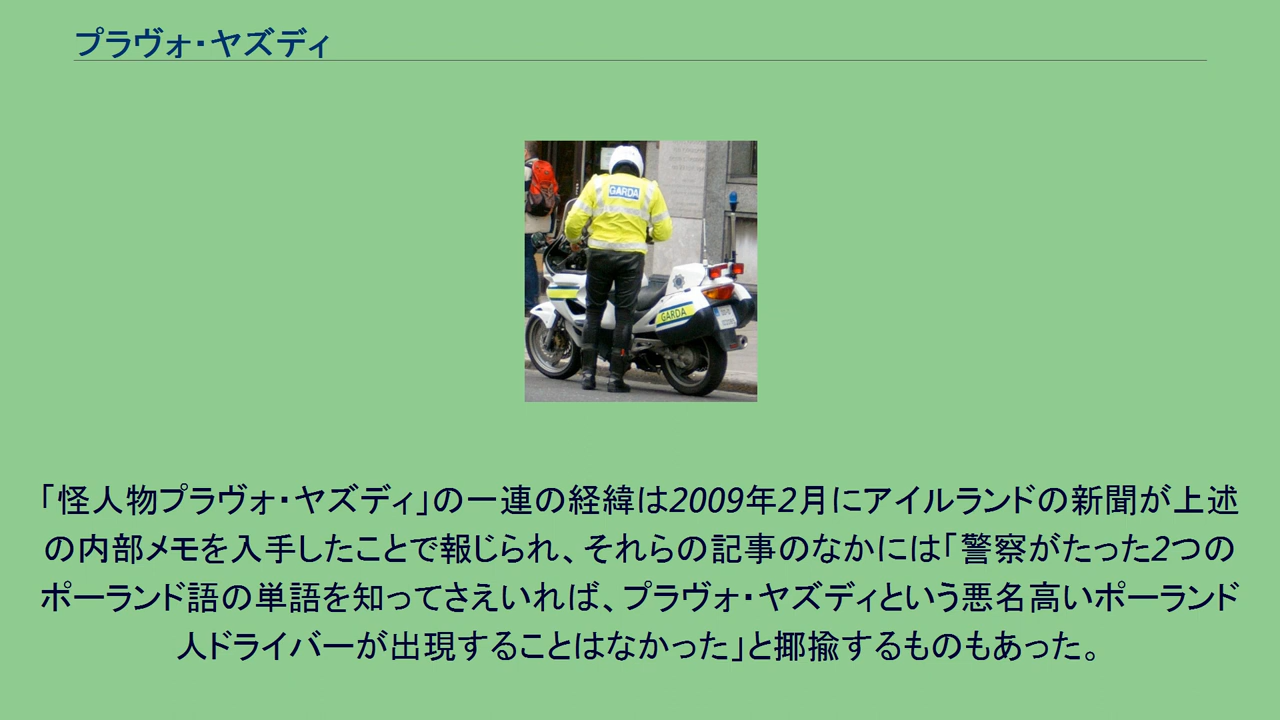 プラヴォ・ヤズディ
GARDA
GARDA
「怪人物プラヴォ・ヤズディ」の一連の経緯は2009年2月にアイルランドの新聞が上述
の内部メモを入手したことで報じられ、それらの記事のなかには「警察がたった2つの
ポーランド語の単語を知ってさえいれば、プラヴォ・ヤズディという悪名高いポーランド
人ドライバーが出現することはなかった」と揶揄するものもあった。